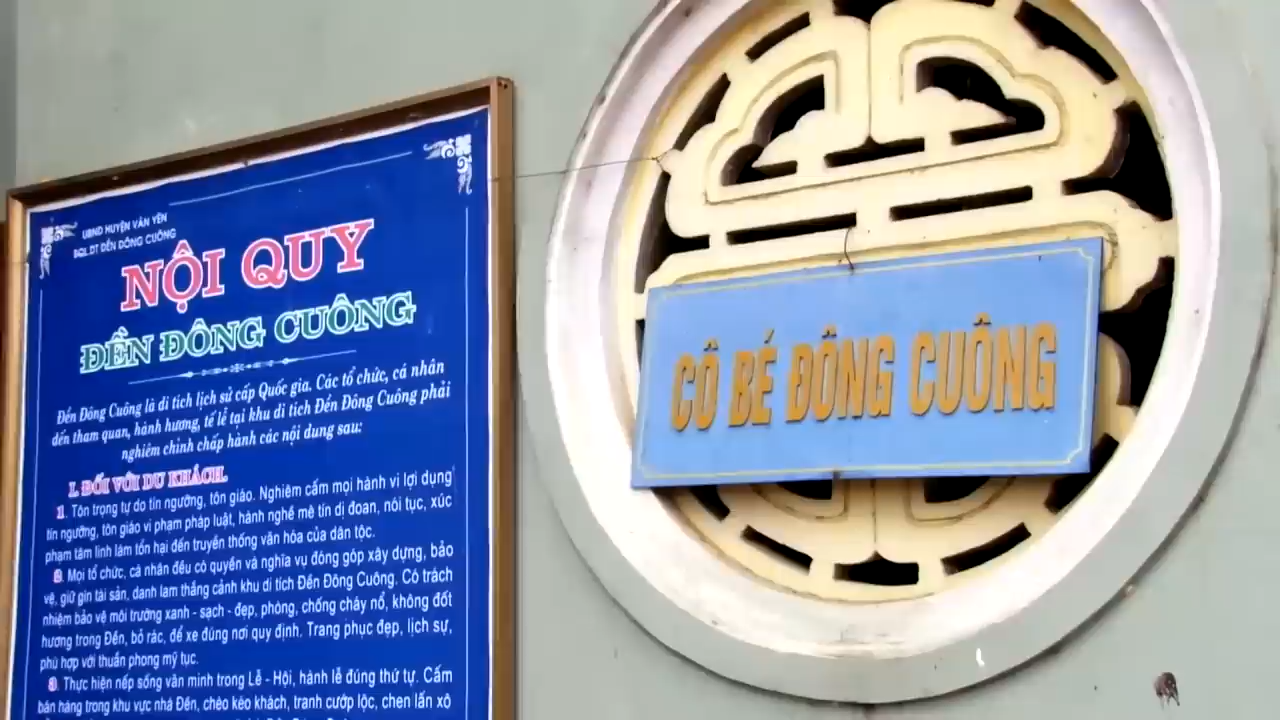 UBND HUYỆN VĂN YÊN
BQL DT ĐỀN ĐÔNG CUÔNG
NỘI QUY
ĐỀN ĐÔNG CUÔNG
Đền Đông Cuông là di tích lịch sử cấp Quốc gia. Các tổ chức, cá nhân
đến tham quan, hành hương, tế lễ tại khu di tích Đền Đông Cuông phải
nghiêm chỉnh chấp hành các nội dung sau:
I. ĐỐI VỚI DU KHÁCH.
1. Tôn trọng tự do tín ngưỡng, tôn giáo. Nghiêm cấm mọi hành vi lợi dụng
tín ngưỡng, tôn giáo vi phạm pháp luật, hành nghề mê tín dị đoan, nói tục, xúc
phạm tâm linh làm tổn hại đến truyền thống văn hóa của dân tộc.
2. Mọi tổ chức, cá nhân đều có quyền và nghĩa vụ đóng góp xây dựng, bảo
vệ, giữ gìn tài sản, danh lam thắng cảnh khu di tích Đền Đông Cuông. Có trách
nhiệm bảo vệ môi trường xanh - sạch - đẹp, phòng, chống cháy nổ, không đốt
hương trong Đền, bỏ rác, để xe đúng nơi quy định. Trang phục đẹp, lịch sự,
phù hợp với thuần phong mỹ tục.
3. Thực hiện nếp sống văn minh trong Lễ - Hội, hành lễ đúng thứ tự. Cấm
bán hàng trong khu vực nhà Đền, chèo kéo khách, tranh cướp lộc, chen lấn xô
CÔ BÉ ĐÔNG CUÔNG